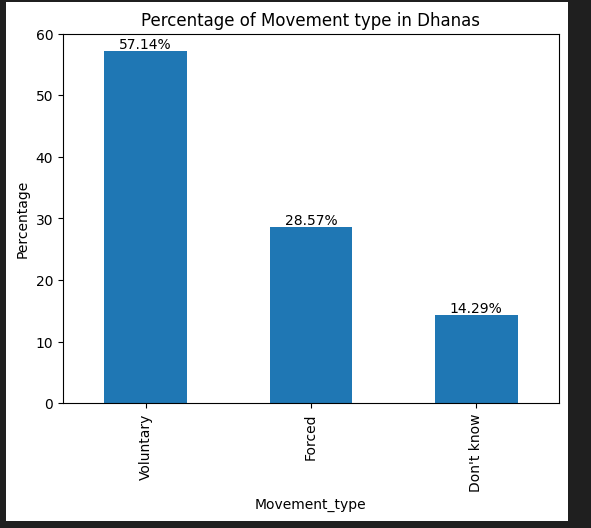 Percentage of Movement type in Dhanas
60
57.14%
50
40
Percentage
30
28.57%
20
14.29%
10
0
Voluntary
Forced
Don't know
Movement_type